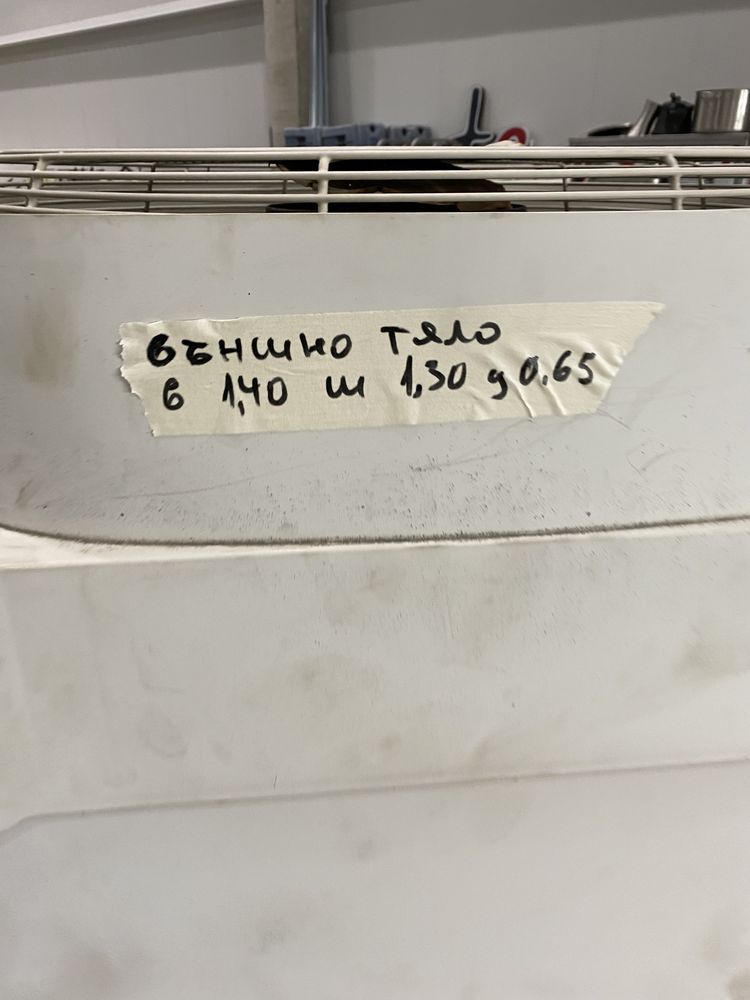 външно тяло
в 1,40 ш 1,30 д 0,65